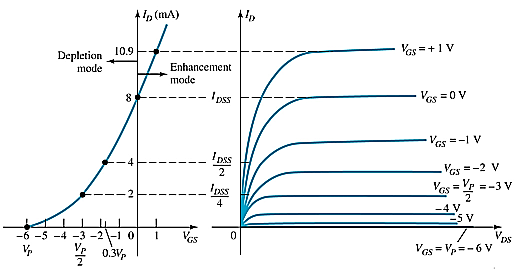 I_D (mA)
10.9
Depletion
mode
Enhancement
mode
8
4
2
-6 -5 -4 -3 -2 -1 0 1 V_GS
V_P
V_P/2
0.3V_P
I_DSS
I_DSS/2
I_DSS/4
I_D
V_GS = + 1 V
V_GS = 0 V
V_GS = -1 V
V_GS = -2 V
V_GS = V_P/2 = -3 V
-4 V
-5 V
0
V_DS
V_GS = V_P = -6 V